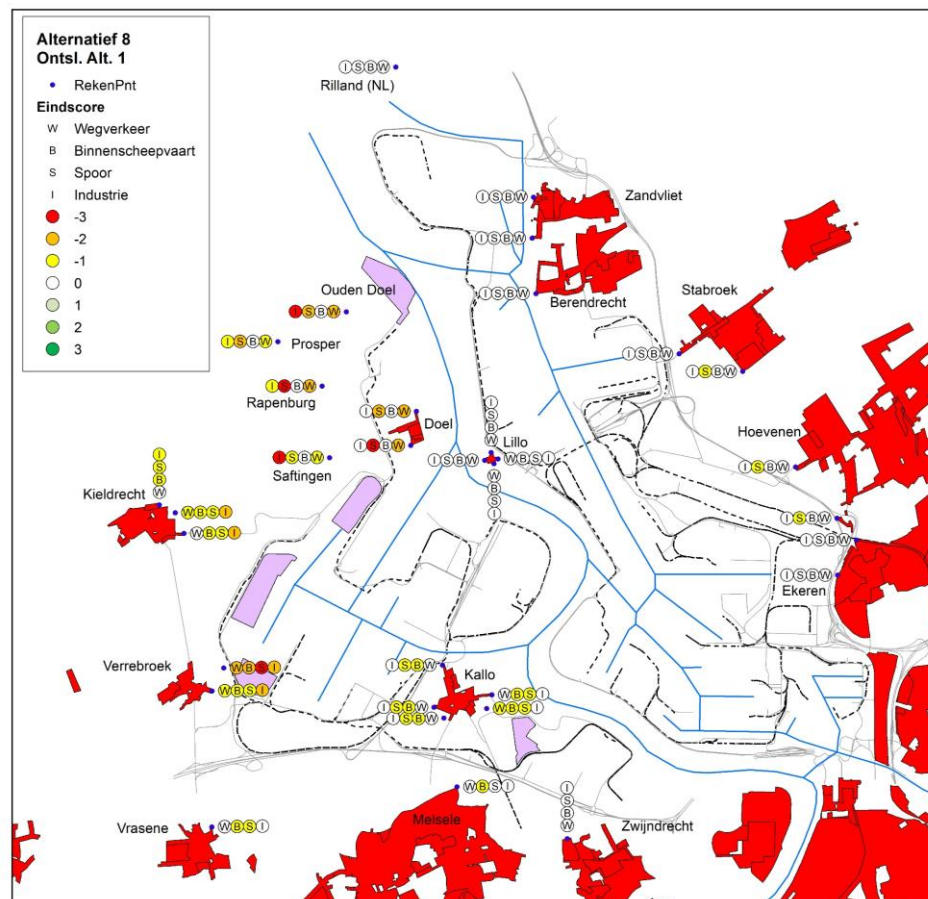 Alternatief 8
Ontsl. Alt. 1
RekenPnt
Eindscore
W Wegverkeer
B Binnenscheepvaart
S Spoor
I Industrie
-3
-2
-1
0
1
2
3
ISBW
Rilland (NL)
ISBW
Zandvliet
ISBW
ISBW
Berendrecht
Stabroek
ISBW
ISBW
Ouden Doel
ISBW
ISBW
Prosper
ISBW
Rapenburg
ISBW
Doel
ISBW
ISBW
Saftingen
I
S
B
W
Lillo
ISBW
WBSI
W
B
S
I
Hoevenen
ISBW
ISBW
ISBW
ISBW
Ekeren
I
S
B
W
Kieldrecht
WBSI
WBSI
Verrebroek
WBSI
WBSI
ISBW
Kallo
WBSI
ISBW
WBSI
ISBW
WBSI
Melsele
I
S
B
W
Zwijndrecht
Vrasene
WBSI